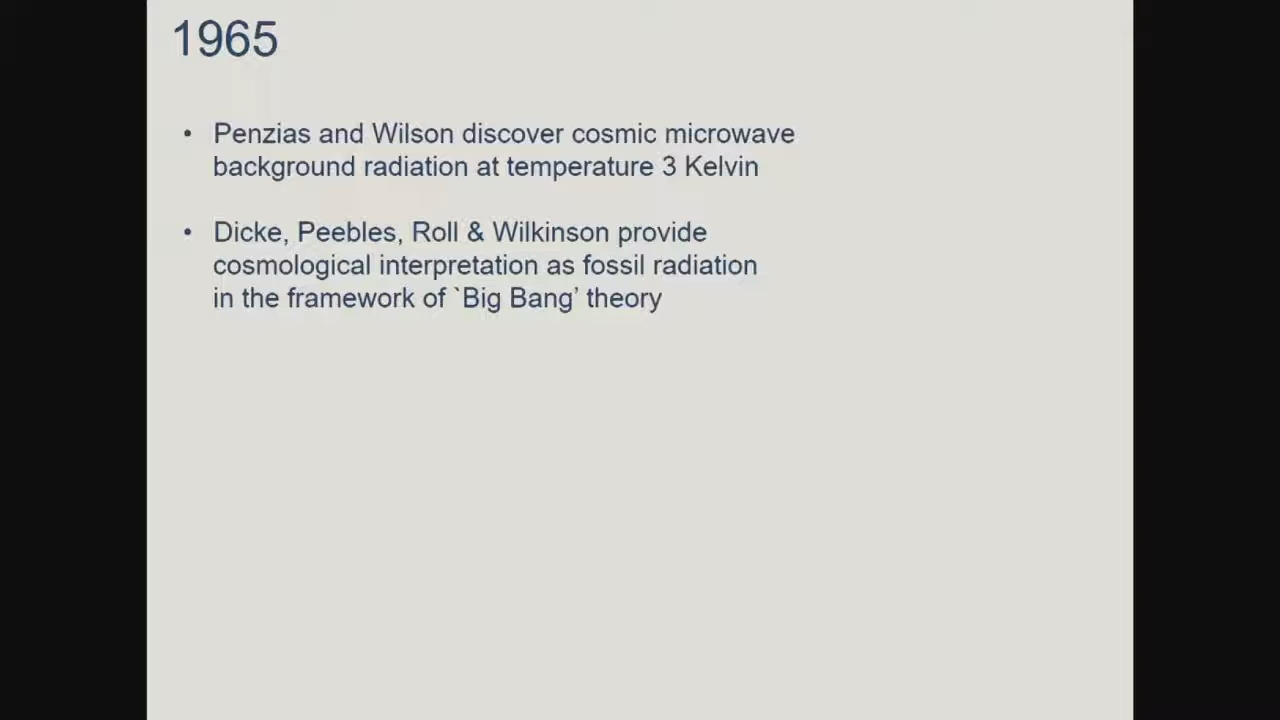 1965
• Penzias and Wilson discover cosmic microwave
background radiation at temperature 3 Kelvin
• Dicke, Peebles, Roll & Wilkinson provide
cosmological interpretation as fossil radiation
in the framework of `Big Bang’ theory